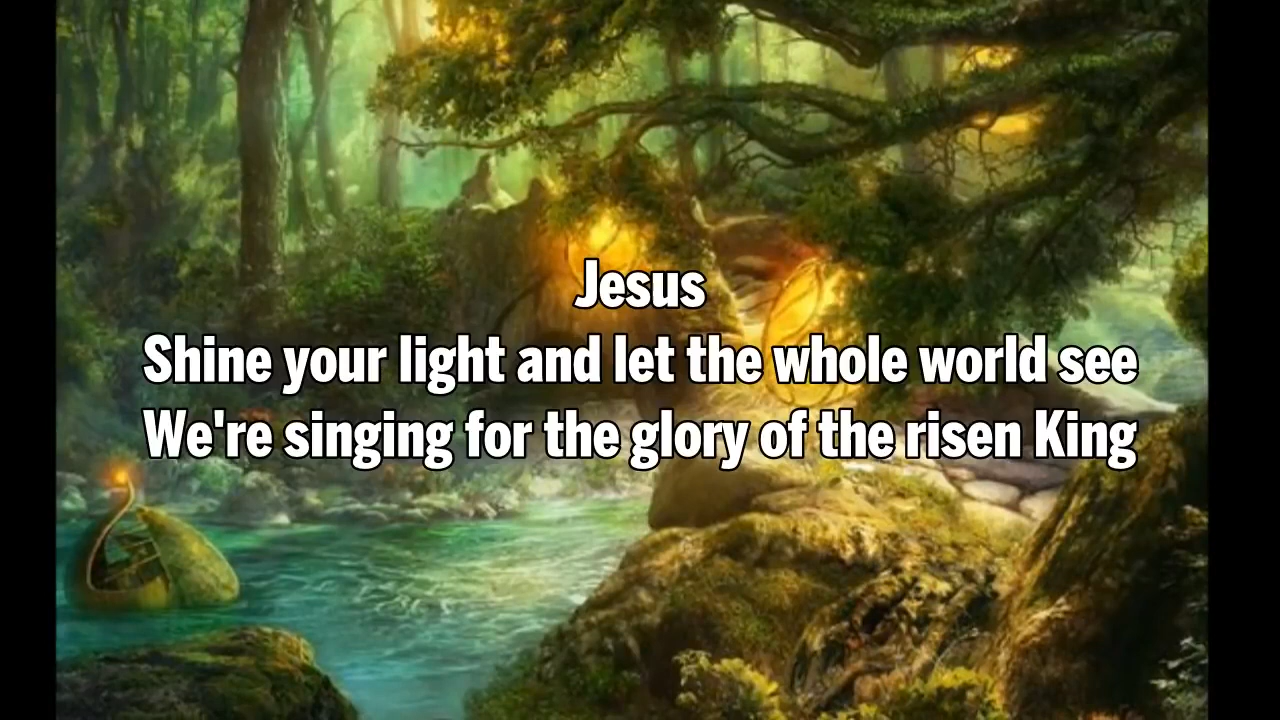 Jesus
Shine your light and let the whole world see
We're singing for the glory of the risen King